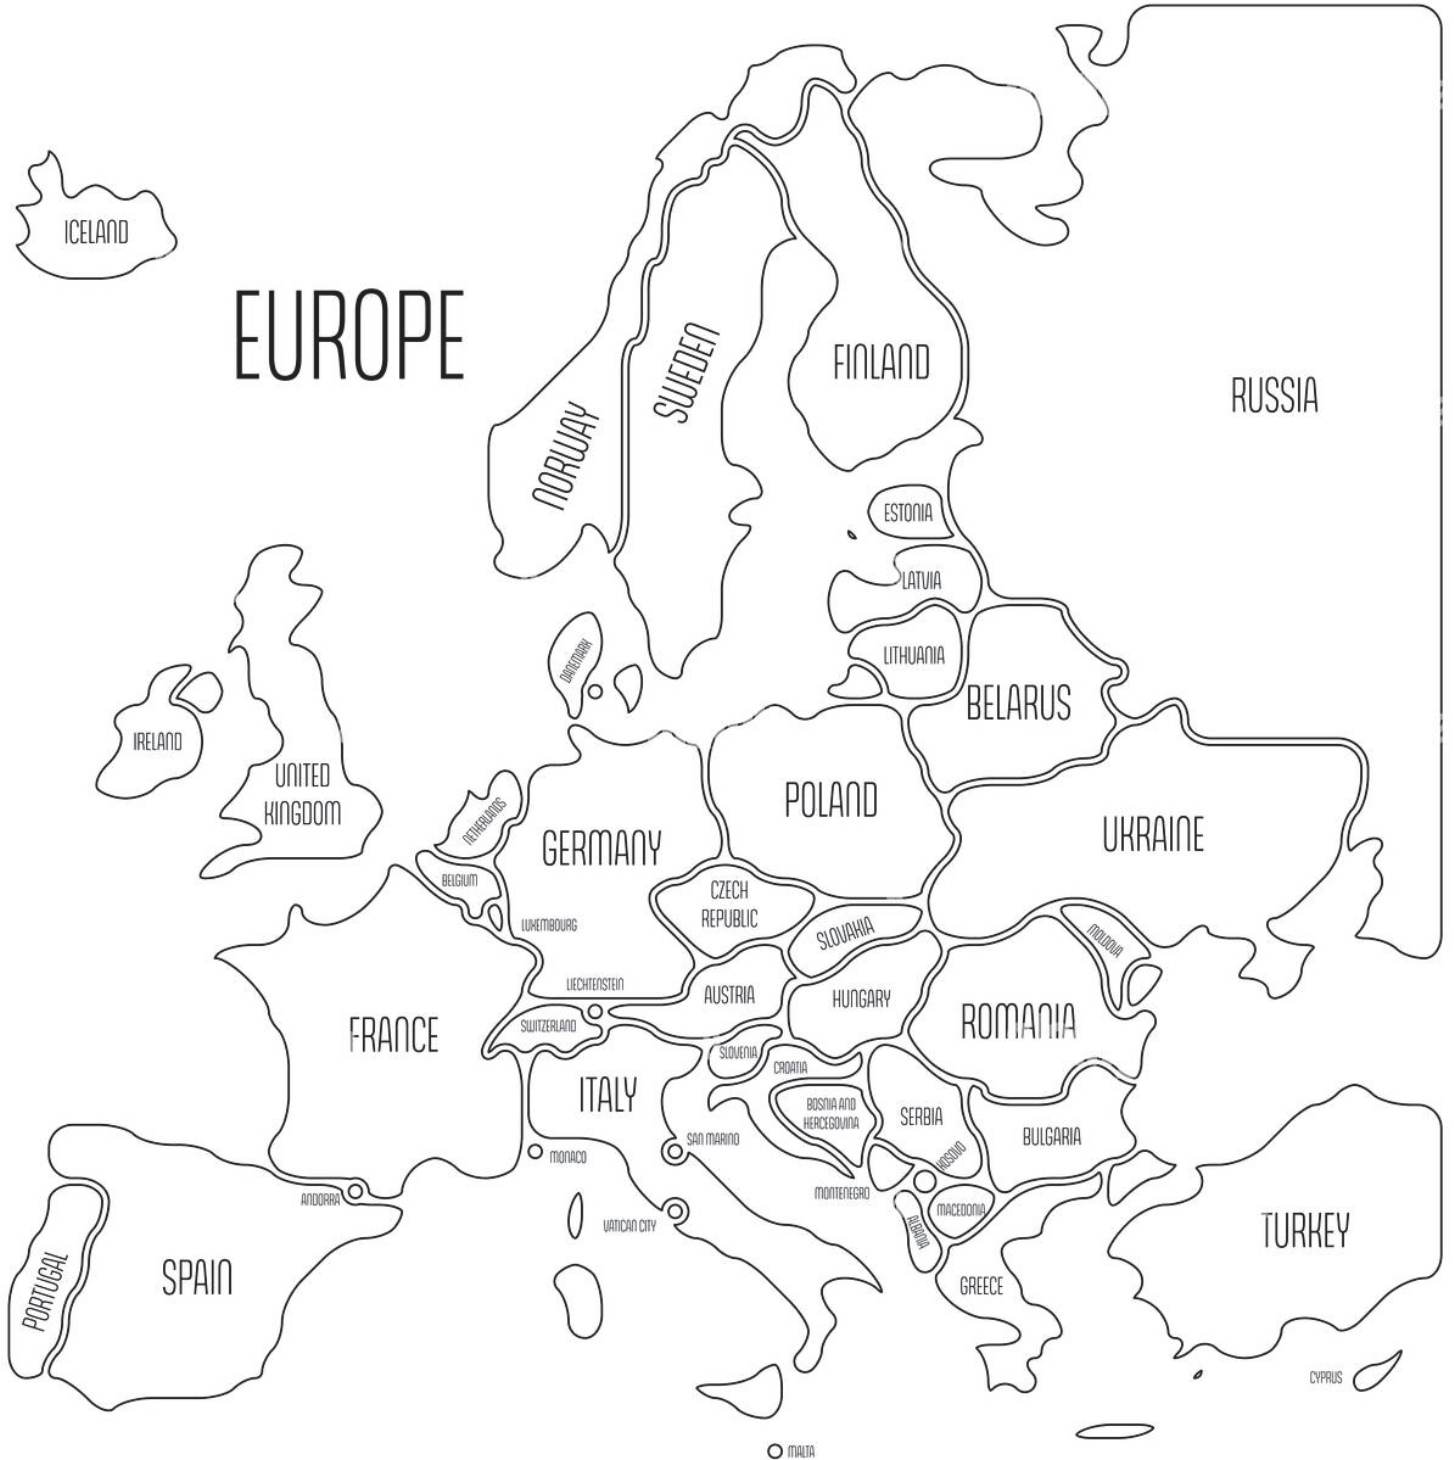 ICELAND
EUROPE
NORWAY
SWEDEN
FINLAND
RUSSIA
ESTONIA
LATVIA
LITHUANIA
DANEMARK
BELARUS
IRELAND
UNITED
KINGDOM
NETHERLANDS
BELGIUM
LUXEMBOURG
GERMANY
POLAND
UKRAINE
CZECH
REPUBLIC
SLOVAKIA
MOLDOVA
LIECHTENSTEIN
FRANCE
SWITZERLAND
AUSTRIA
HUNGARY
ROMANIA
SLOVENIA
CROATIA
ITALY
BOSNIA AND
HERCEGOVINA
SERBIA
BULGARIA
MONACO
SAN MARINO
KOSOVO
ANDORRA
VATICAN CITY
MONTENEGRO
MACEDONIA
ALBANIA
PORTUGAL
SPAIN
GREECE
TURKEY
CYPRUS
MALTA